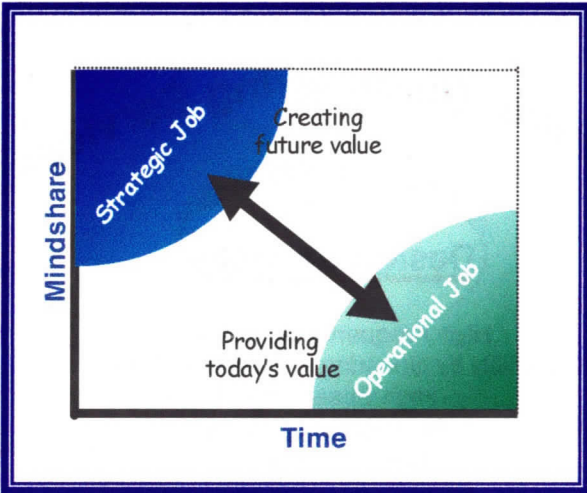 Creating
future value
Strategic Job
Mindshare
Providing
today's value
Operational Job
Time